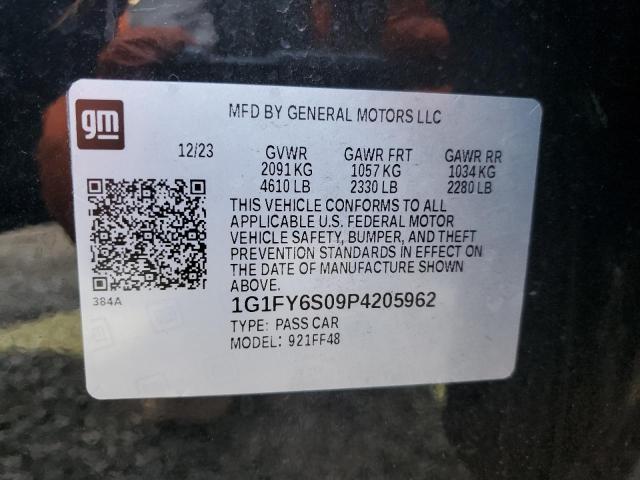 gm
MFD BY GENERAL MOTORS LLC
12/23 GVWR GAWR FRT GAWR RR
2091 KG 1057 KG 1034 KG
4610 LB 2330 LB 2280 LB
THIS VEHICLE CONFORMS TO ALL
APPLICABLE U.S. FEDERAL MOTOR
VEHICLE SAFETY, BUMPER, AND THEFT
PREVENTION STANDARDS IN EFFECT ON
THE DATE OF MANUFACTURE SHOWN
ABOVE.
384A
1G1FY6S09P4205962
TYPE: PASS CAR
MODEL: 921FF48